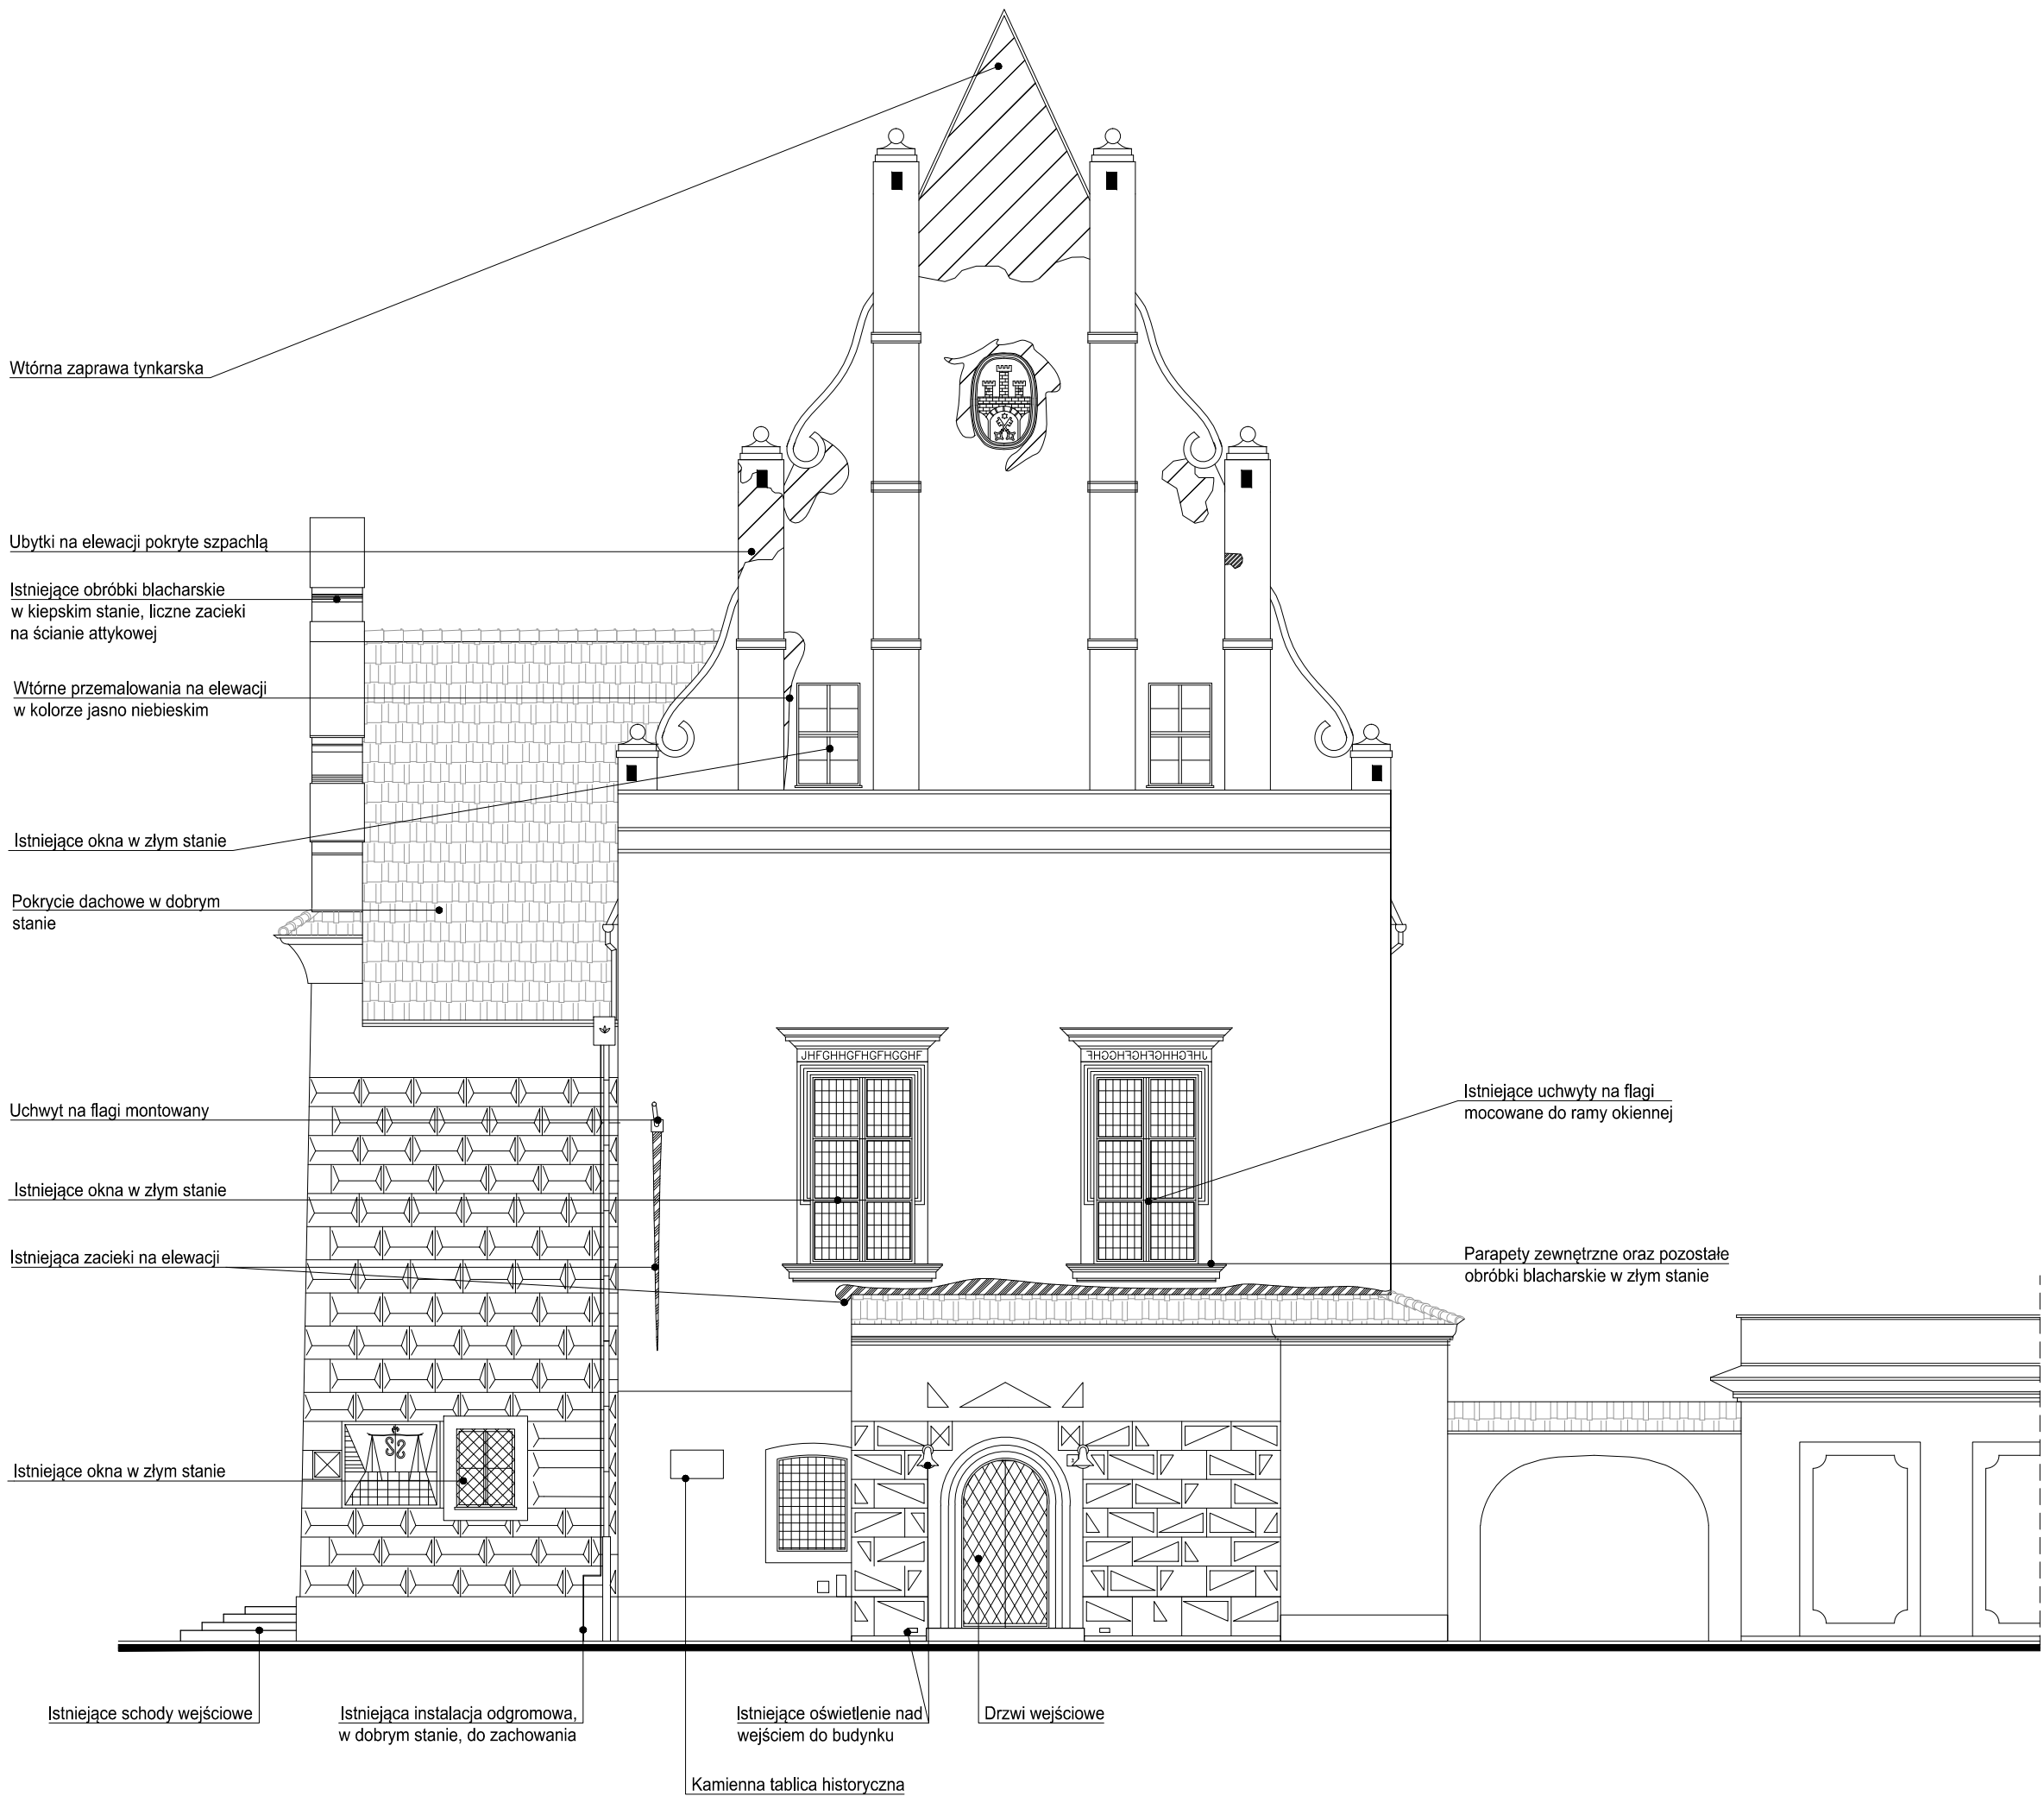 Wtórna zaprawa tynkarska
Ubytki na elewacji pokryte szpachlą
Istniejące obróbki blacharskie
w kiepskim stanie, liczne zacieki
na ścianie attykowej
Wtórne przemalowania na elewacji
w kolorze jasno niebieskim
Istniejące okna w złym stanie
Pokrycie dachowe w dobrym
stanie
JHFGHHGFHGFHGGHF
JHFGHHGFHGFHGGHF
Uchwyt na flagi montowany
Istniejące uchwyty na flagi
mocowane do ramy okiennej
Istniejące okna w złym stanie
Istniejąca zacieki na elewacji
Parapety zewnętrzne oraz pozostałe
obróbki blacharskie w złym stanie
Istniejące okna w złym stanie
Istniejące schody wejściowe
Istniejąca instalacja odgromowa,
w dobrym stanie, do zachowania
Istniejące oświetlenie nad
wejściem do budynku
Drzwi wejściowe
Kamienna tablica historyczna